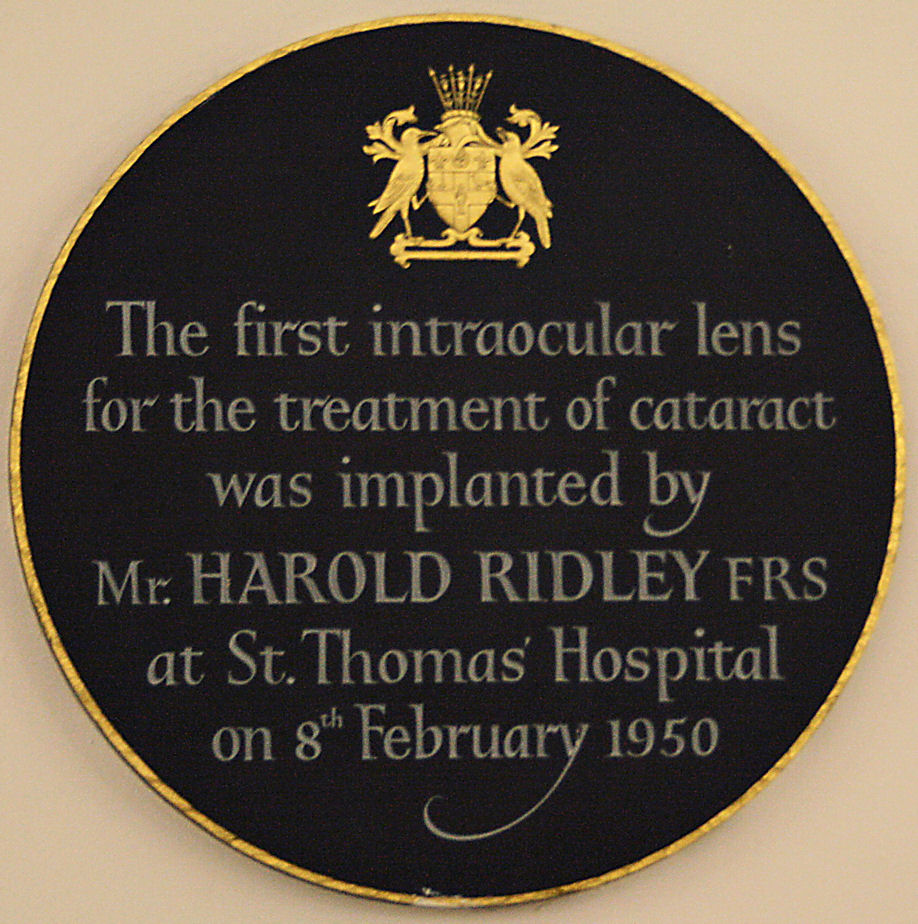 The first intraocular lens
for the treatment of cataract
was implanted by
Mr. HAROLD RIDLEY FRS
at St. Thomas' Hospital
on 8th February 1950